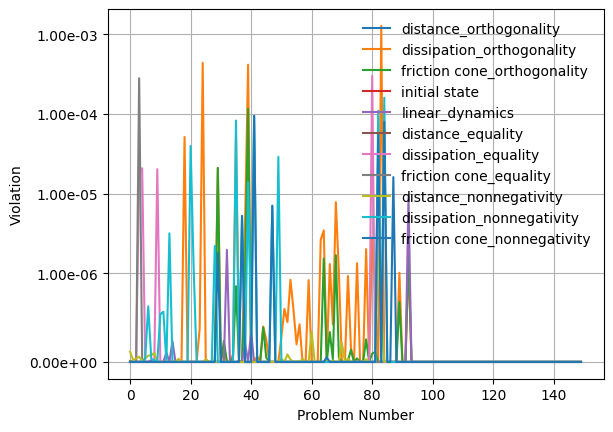 1.00e-03
1.00e-04
1.00e-05
1.00e-06
0.00e+00
Violation
0 20 40 60 80 100 120 140
Problem Number
distance_orthogonality
dissipation_orthogonality
friction cone_orthogonality
initial state
linear_dynamics
distance_equality
dissipation_equality
friction cone_equality
distance_nonnegativity
dissipation_nonnegativity
friction cone_nonnegativity